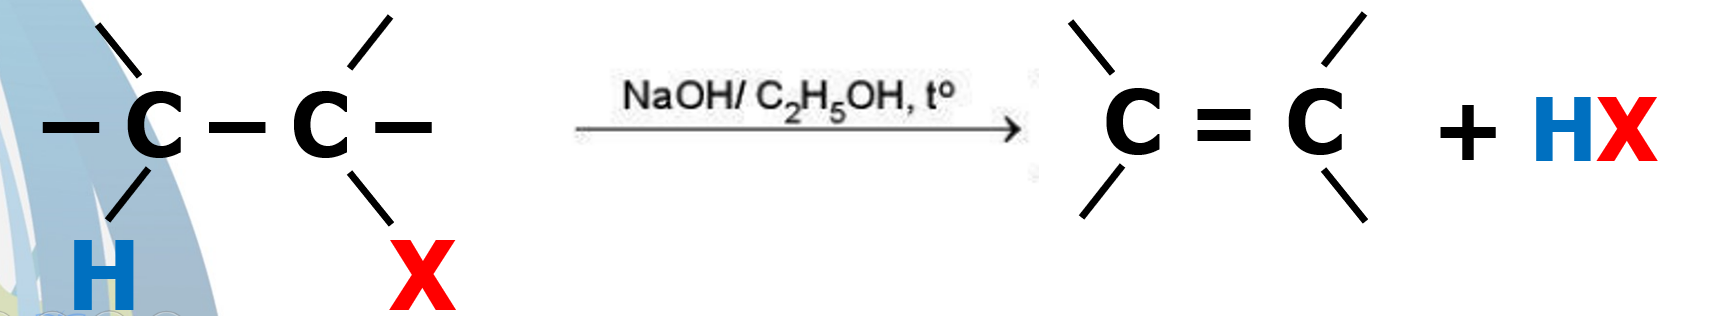 NaOH/ C₂H₅OH, tº
– C – C –
H X
C = C + HX